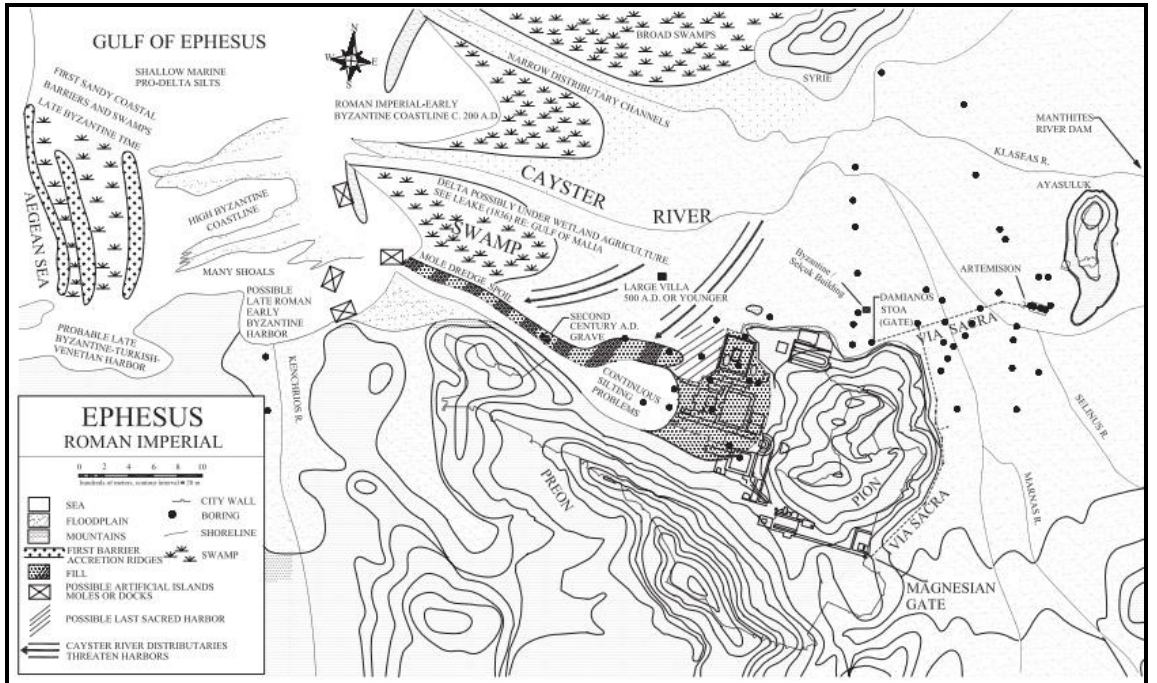 GULF OF EPHESUS
SHALLOW MARINE
PRO-DELTA SILTS
FIRST SANDY COASTAL
BARRIERS AND SWAMPS
LATE BYZANTINE TIME
AEGEAN SEA
N
W
E
S
ROMAN IMPERIAL-EARLY
BYZANTINE COASTLINE C. 200 A.D.
BROAD SWAMPS
NARROW DISTRIBUTARY CHANNELS
SYRIE
MANTHITES
RIVER DAM
KLASEAS R.
AYASULUK
CAYSTER
RIVER
DELTA POSSIBLY UNDER WETLAND AGRICULTURE
SEE LEAKE (1836) RE: GULF OF MALIA
SWAMP
HIGH BYZANTINE
COASTLINE
MANY SHOALS
MOLE DREDGE SPOIL
LARGE VILLA
500 A.D. OR YOUNGER
Byzantine /
Selçuk Building
ARTEMISION
DAMIANOS
STOA
(GATE)
VIA SACRA
POSSIBLE
LATE ROMAN
EARLY
BYZANTINE
HARBOR
SECOND
CENTURY A.D.
GRAVE
PROBABLE LATE
BYZANTINE-TURKISH-
VENETIAN HARBOR
CONTINUOUS
SILTING
PROBLEMS
KENCHRIOS R.
SELINUS R.
MARNAS R.
PREON
PION
VIA SACRA
MAGNESIAN
GATE
EPHESUS
ROMAN IMPERIAL
0 2 4 6 8 10
hundreds of meters, contour interval = 20 m
SEA
FLOODPLAIN
MOUNTAINS
FIRST BARRIER
ACCRETION RIDGES
FILL
POSSIBLE ARTIFICIAL ISLANDS
MOLES OR DOCKS
POSSIBLE LAST SACRED HARBOR
CAYSTER RIVER DISTRIBUTARIES
THREATEN HARBORS
CITY WALL
BORING
SHORELINE
SWAMP